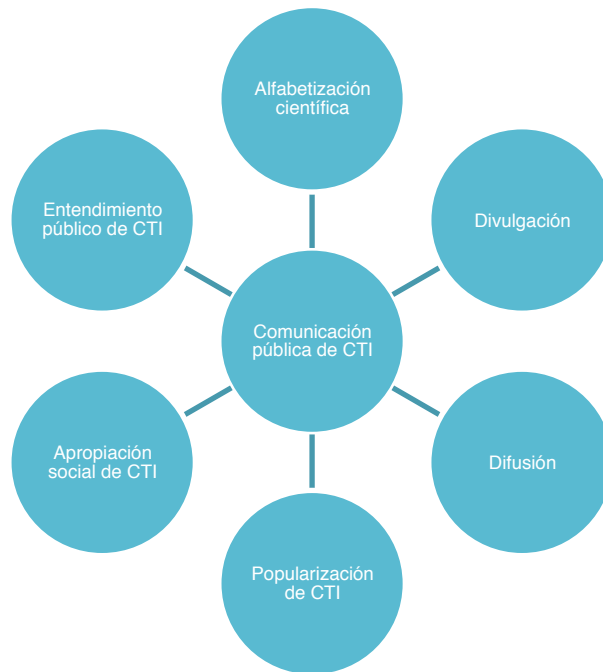 Alfabetización
científica
Entendimiento
público de CTI
Divulgación
Comunicación
pública de CTI
Apropiación
social de CTI
Difusión
Popularización
de CTI